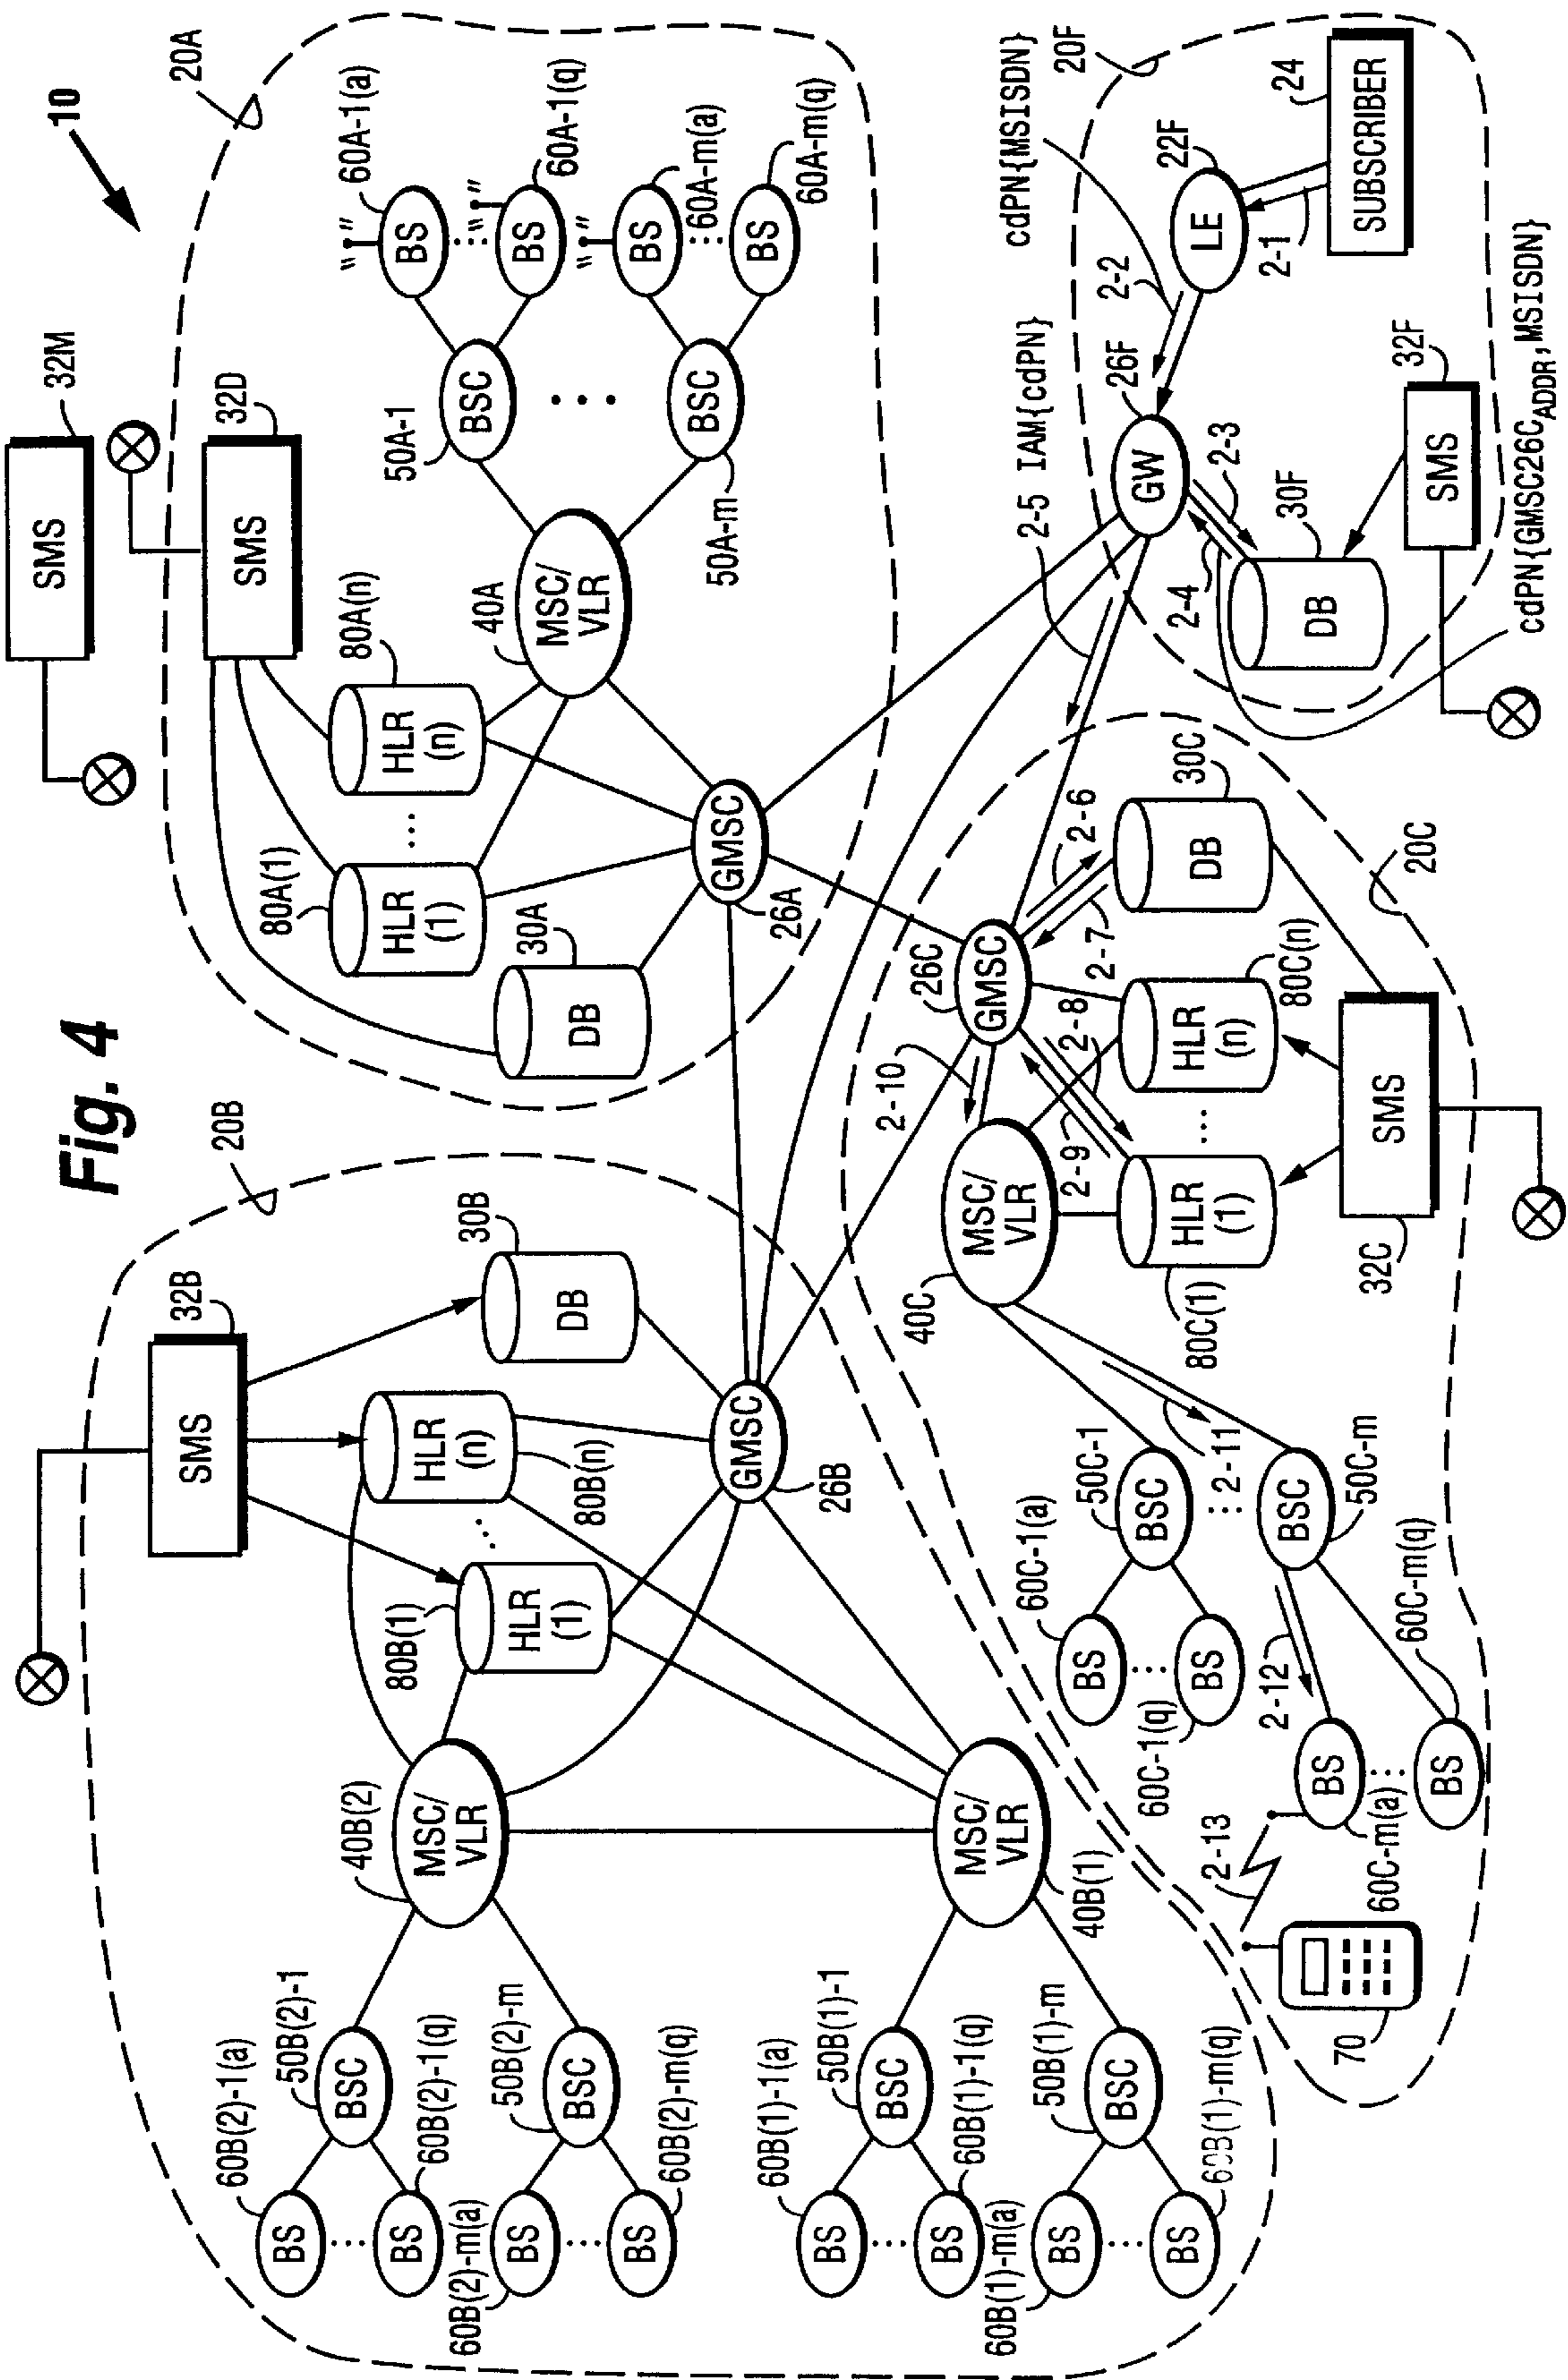 Fig. 4
10
20B
SMS
32B
DB
30B
HLR
(n)
80B(n)
...
HLR
(1)
80B(1)
GMSC
26B
MSC/
VLR
40B(2)
MSC/
VLR
40B(1)
BSC
50B(2)-1
BSC
50B(2)-m
BS
60B(2)-1(a)
BS
60B(2)-1(q)
BS
60B(2)-m(a)
BS
60B(2)-m(q)
BSC
50B(1)-1
BSC
50B(1)-m
BS
60B(1)-1(a)
BS
60B(1)-1(q)
BS
60B(1)-m(a)
BS
60B(1)-m(q)
SMS
32M
20A
SMS
32D
HLR
(n)
80A(n)
...
HLR
(1)
80A(1)
DB
30A
GMSC
26A
MSC/
VLR
40A
BSC
50A-1
BSC
50A-m
BS
60A-1(a)
BS
60A-1(q)
BS
60A-m(a)
BS
60A-m(q)
20C
GMSC
26C
DB
30C
2-6
2-7
2-8
2-9
2-10
HLR
(n)
80C(n)
...
HLR
(1)
80C(1)
SMS
32C
MSC/
VLR
40C
2-11
BSC
50C-1
BSC
50C-m
BS
60C-1(a)
BS
60C-1(q)
2-12
BS
60C-m(a)
BS
60C-m(q)
2-13
70
20F
SUBSCRIBER
24
2-1
LE
22F
2-2
cdPN{MSISDN}
GW
26F
2-3
2-4
2-5 IAM{cdPN}
DB
30F
SMS
32F
cdPN{GMSC26C ADDR, MSISDN}